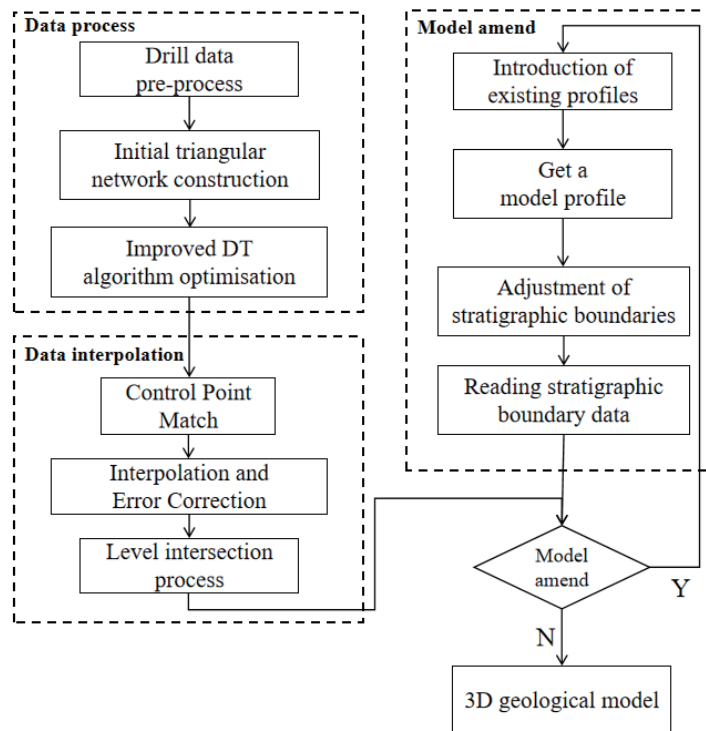 Data process
Drill data
pre-process
Initial triangular
network construction
Improved DT
algorithm optimisation
Data interpolation
Control Point
Match
Interpolation and
Error Correction
Level intersection
process
Model amend
Introduction of
existing profiles
Get a
model profile
Adjustment of
stratigraphic boundaries
Reading stratigraphic
boundary data
Model
amend
Y
N
3D geological model